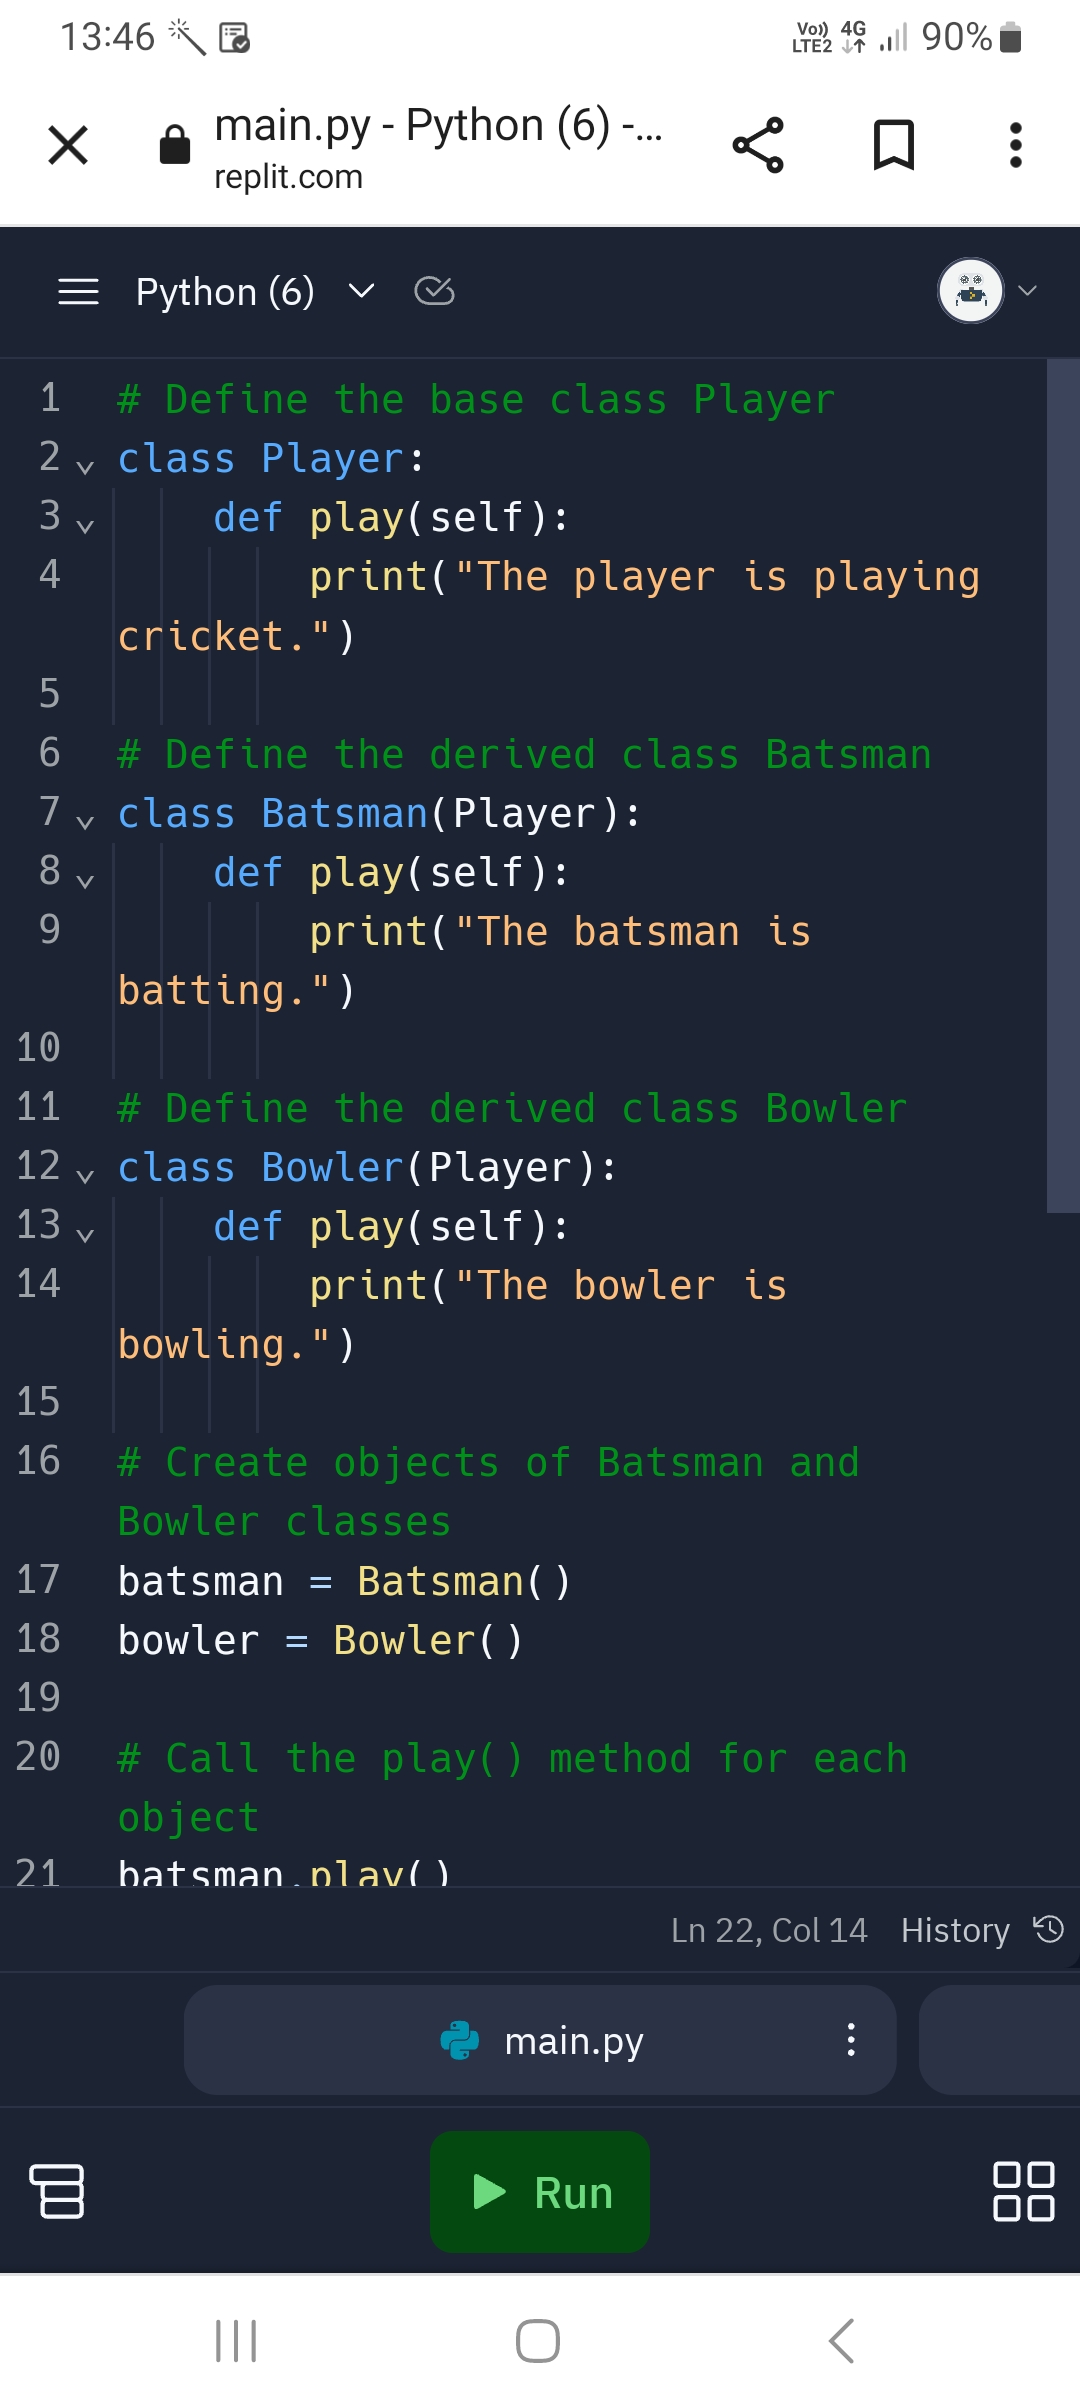 13:46 Vo)) LTE2 4G 90%
main.py - Python (6) -...
replit.com
Python (6)
1 # Define the base class Player
2 class Player:
3     def play(self):
4         print("The player is playing
cricket.")
5
6 # Define the derived class Batsman
7 class Batsman(Player):
8     def play(self):
9         print("The batsman is
batting.")
10
11 # Define the derived class Bowler
12 class Bowler(Player):
13     def play(self):
14         print("The bowler is
bowling.")
15
16 # Create objects of Batsman and
Bowler classes
17 batsman = Batsman()
18 bowler = Bowler()
19
20 # Call the play() method for each
object
21 batsman.play()
Ln 22, Col 14 History
main.py
Run